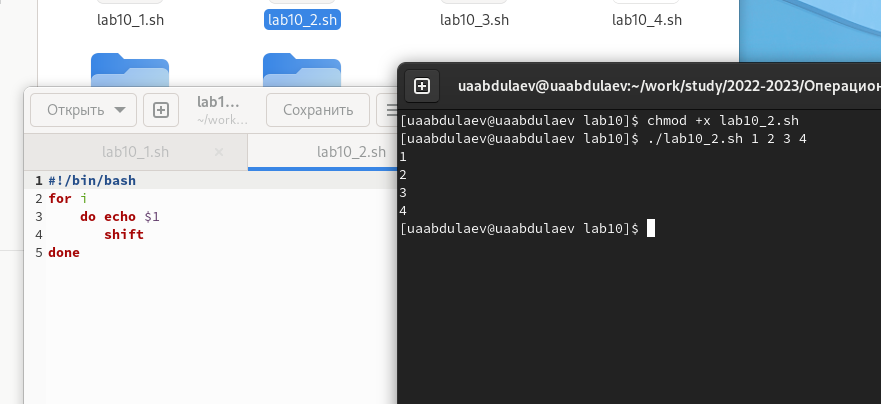 lab10_1.sh lab10_2.sh lab10_3.sh lab10_4.sh
Открыть lab1... ~/work... Сохранить
lab10_1.sh × lab10_2.sh
1 #!/bin/bash
2 for i
3 do echo $1
4 shift
5 done
uaabdulaev@uaabdulaev:~/work/study/2022-2023/Операцион
[uaabdulaev@uaabdulaev lab10]$ chmod +x lab10_2.sh
[uaabdulaev@uaabdulaev lab10]$ ./lab10_2.sh 1 2 3 4
1
2
3
4
[uaabdulaev@uaabdulaev lab10]$